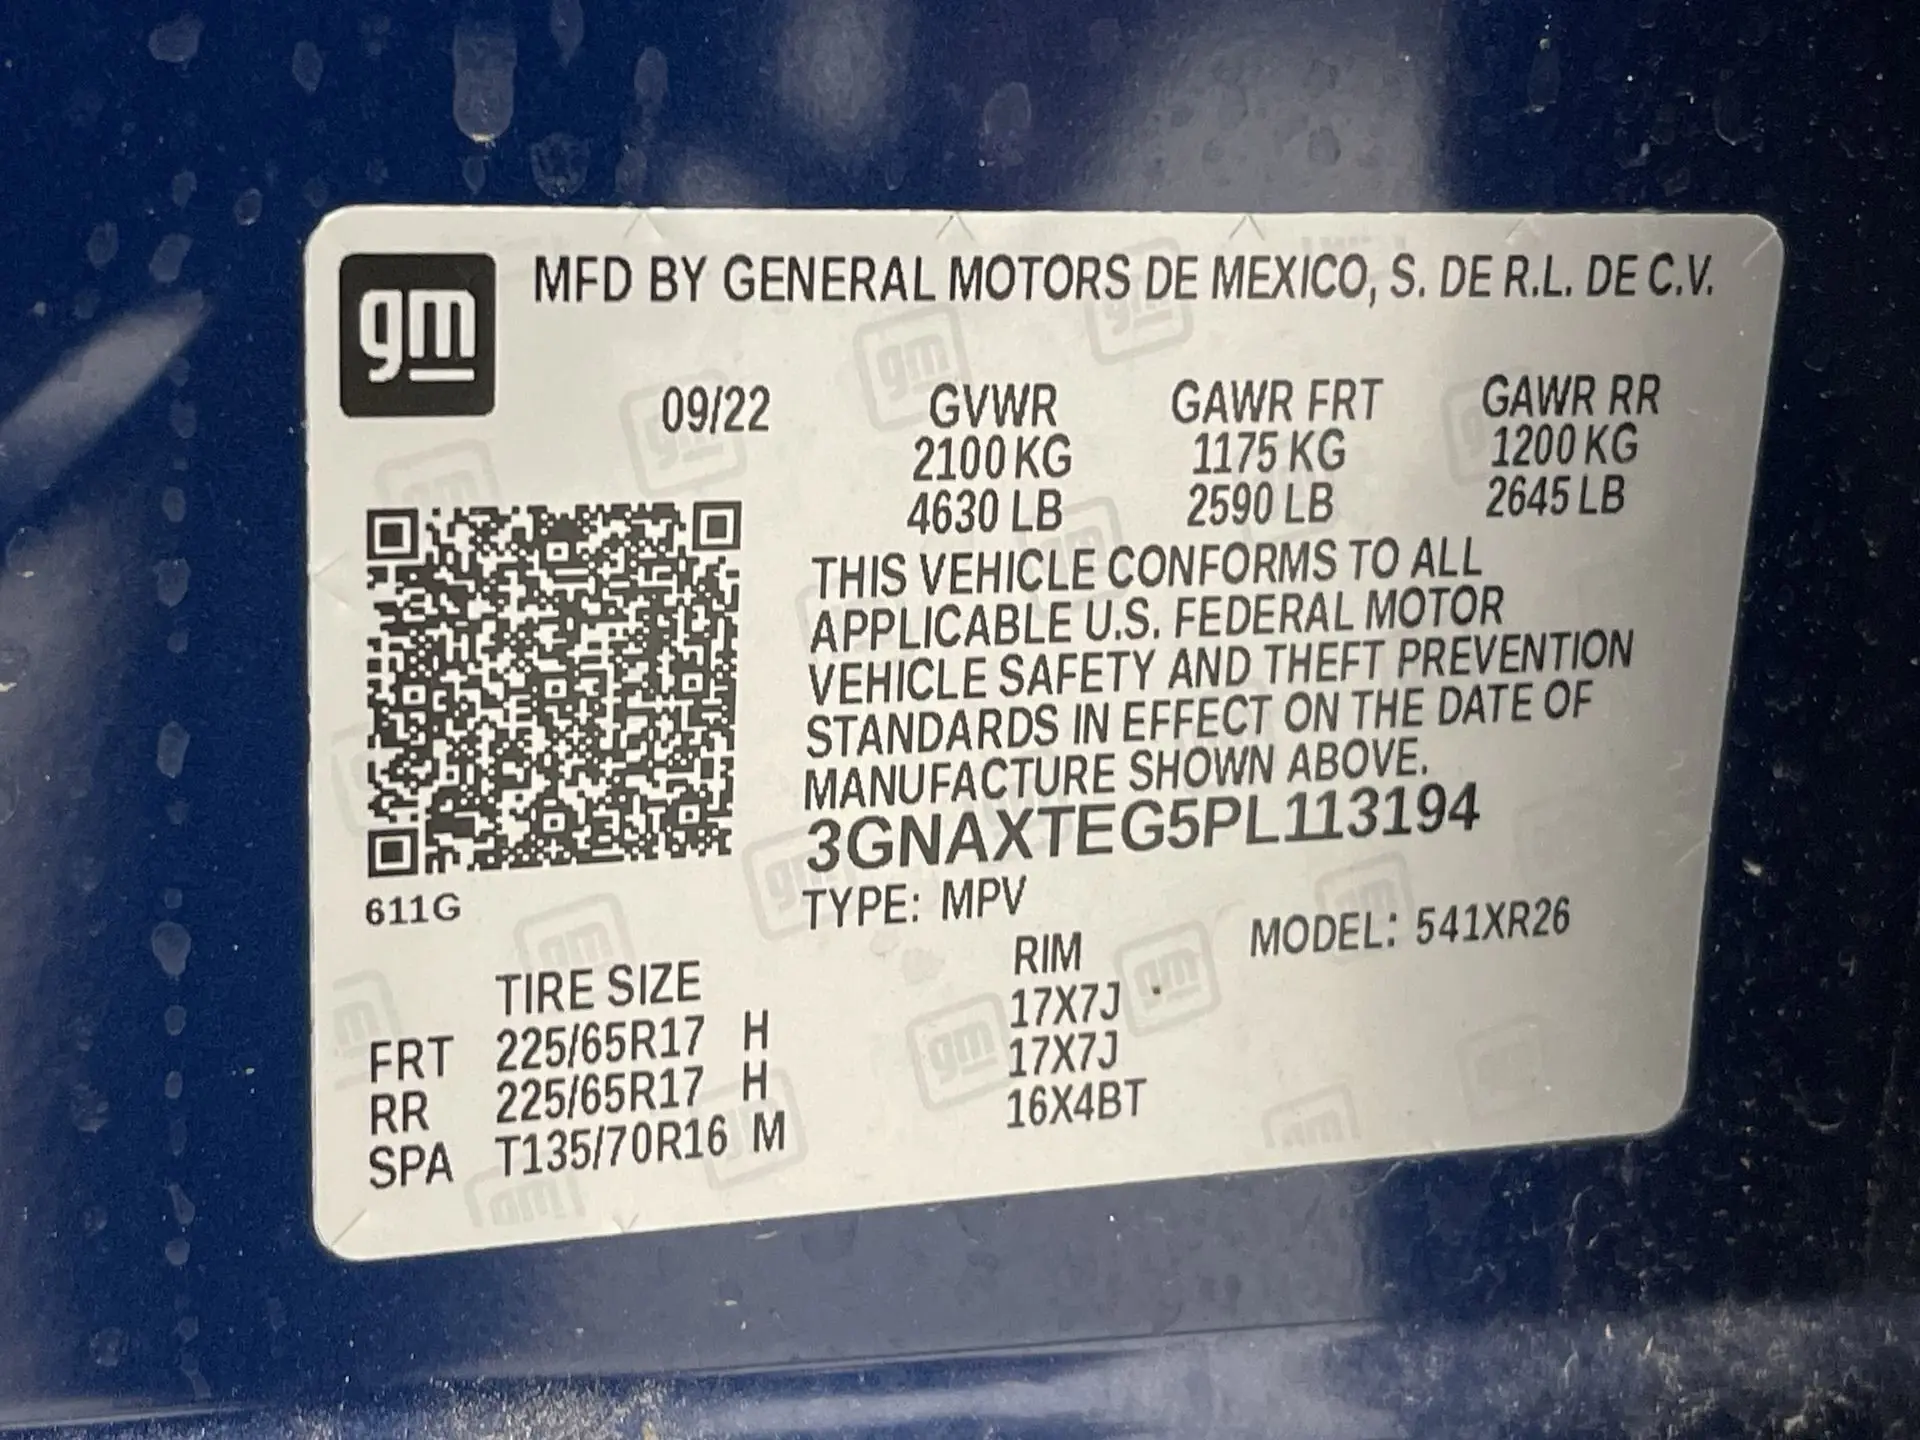 gm
MFD BY GENERAL MOTORS DE MEXICO, S. DE R.L. DE C.V.
09/22 GVWR GAWR FRT GAWR RR
2100 KG 1175 KG 1200 KG
4630 LB 2590 LB 2645 LB
THIS VEHICLE CONFORMS TO ALL
APPLICABLE U.S. FEDERAL MOTOR
VEHICLE SAFETY AND THEFT PREVENTION
STANDARDS IN EFFECT ON THE DATE OF
MANUFACTURE SHOWN ABOVE.
3GNAXTEG5PL113194
611G
TYPE: MPV MODEL: 541XR26
TIRE SIZE RIM
FRT 225/65R17 H 17X7J
RR 225/65R17 H 17X7J
SPA T135/70R16 M 16X4BT